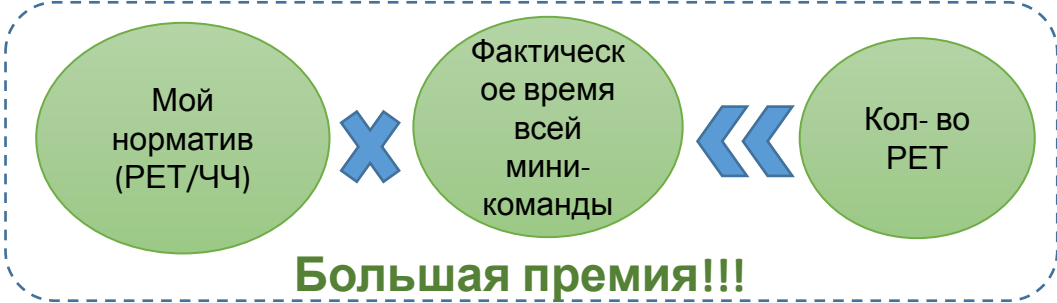 Мой
норматив
(РЕТ/ЧЧ)
Фактическ
ое время
всей
мини-
команды
Кол- во
РЕТ
Большая премия!!!